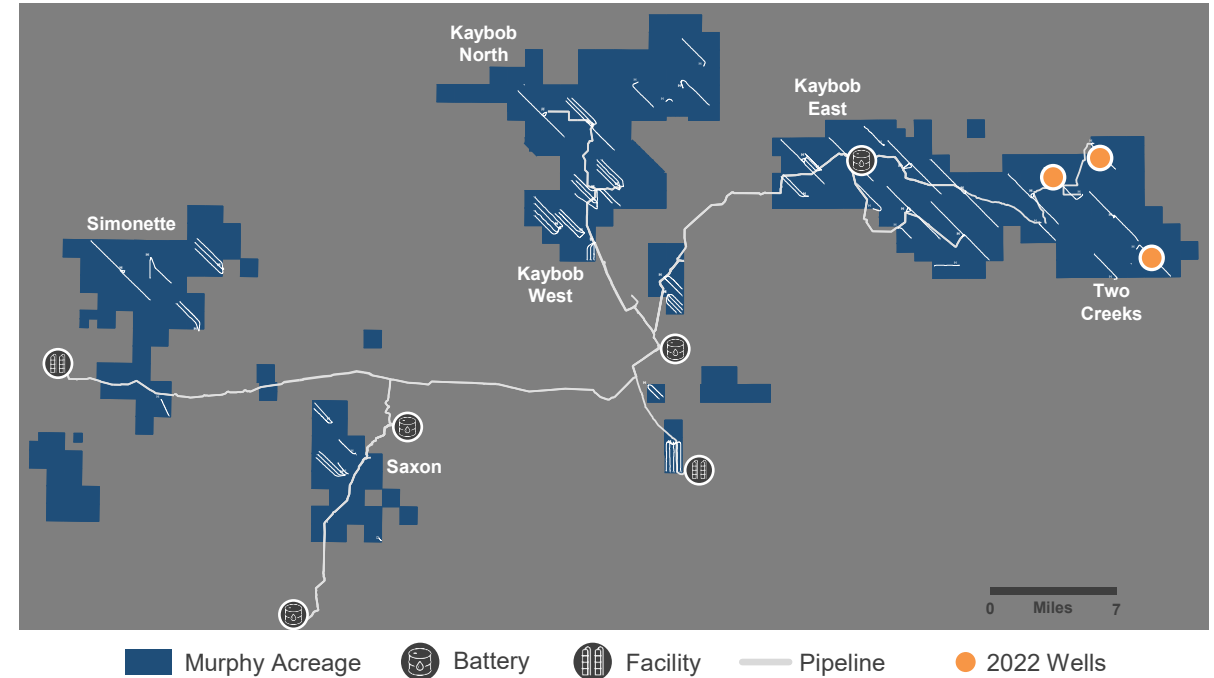 Kaybob
North
Kaybob
East
Simonette
Kaybob
West
Two
Creeks
Saxon
0 Miles 7
Murphy Acreage
Battery
Facility
Pipeline
2022 Wells